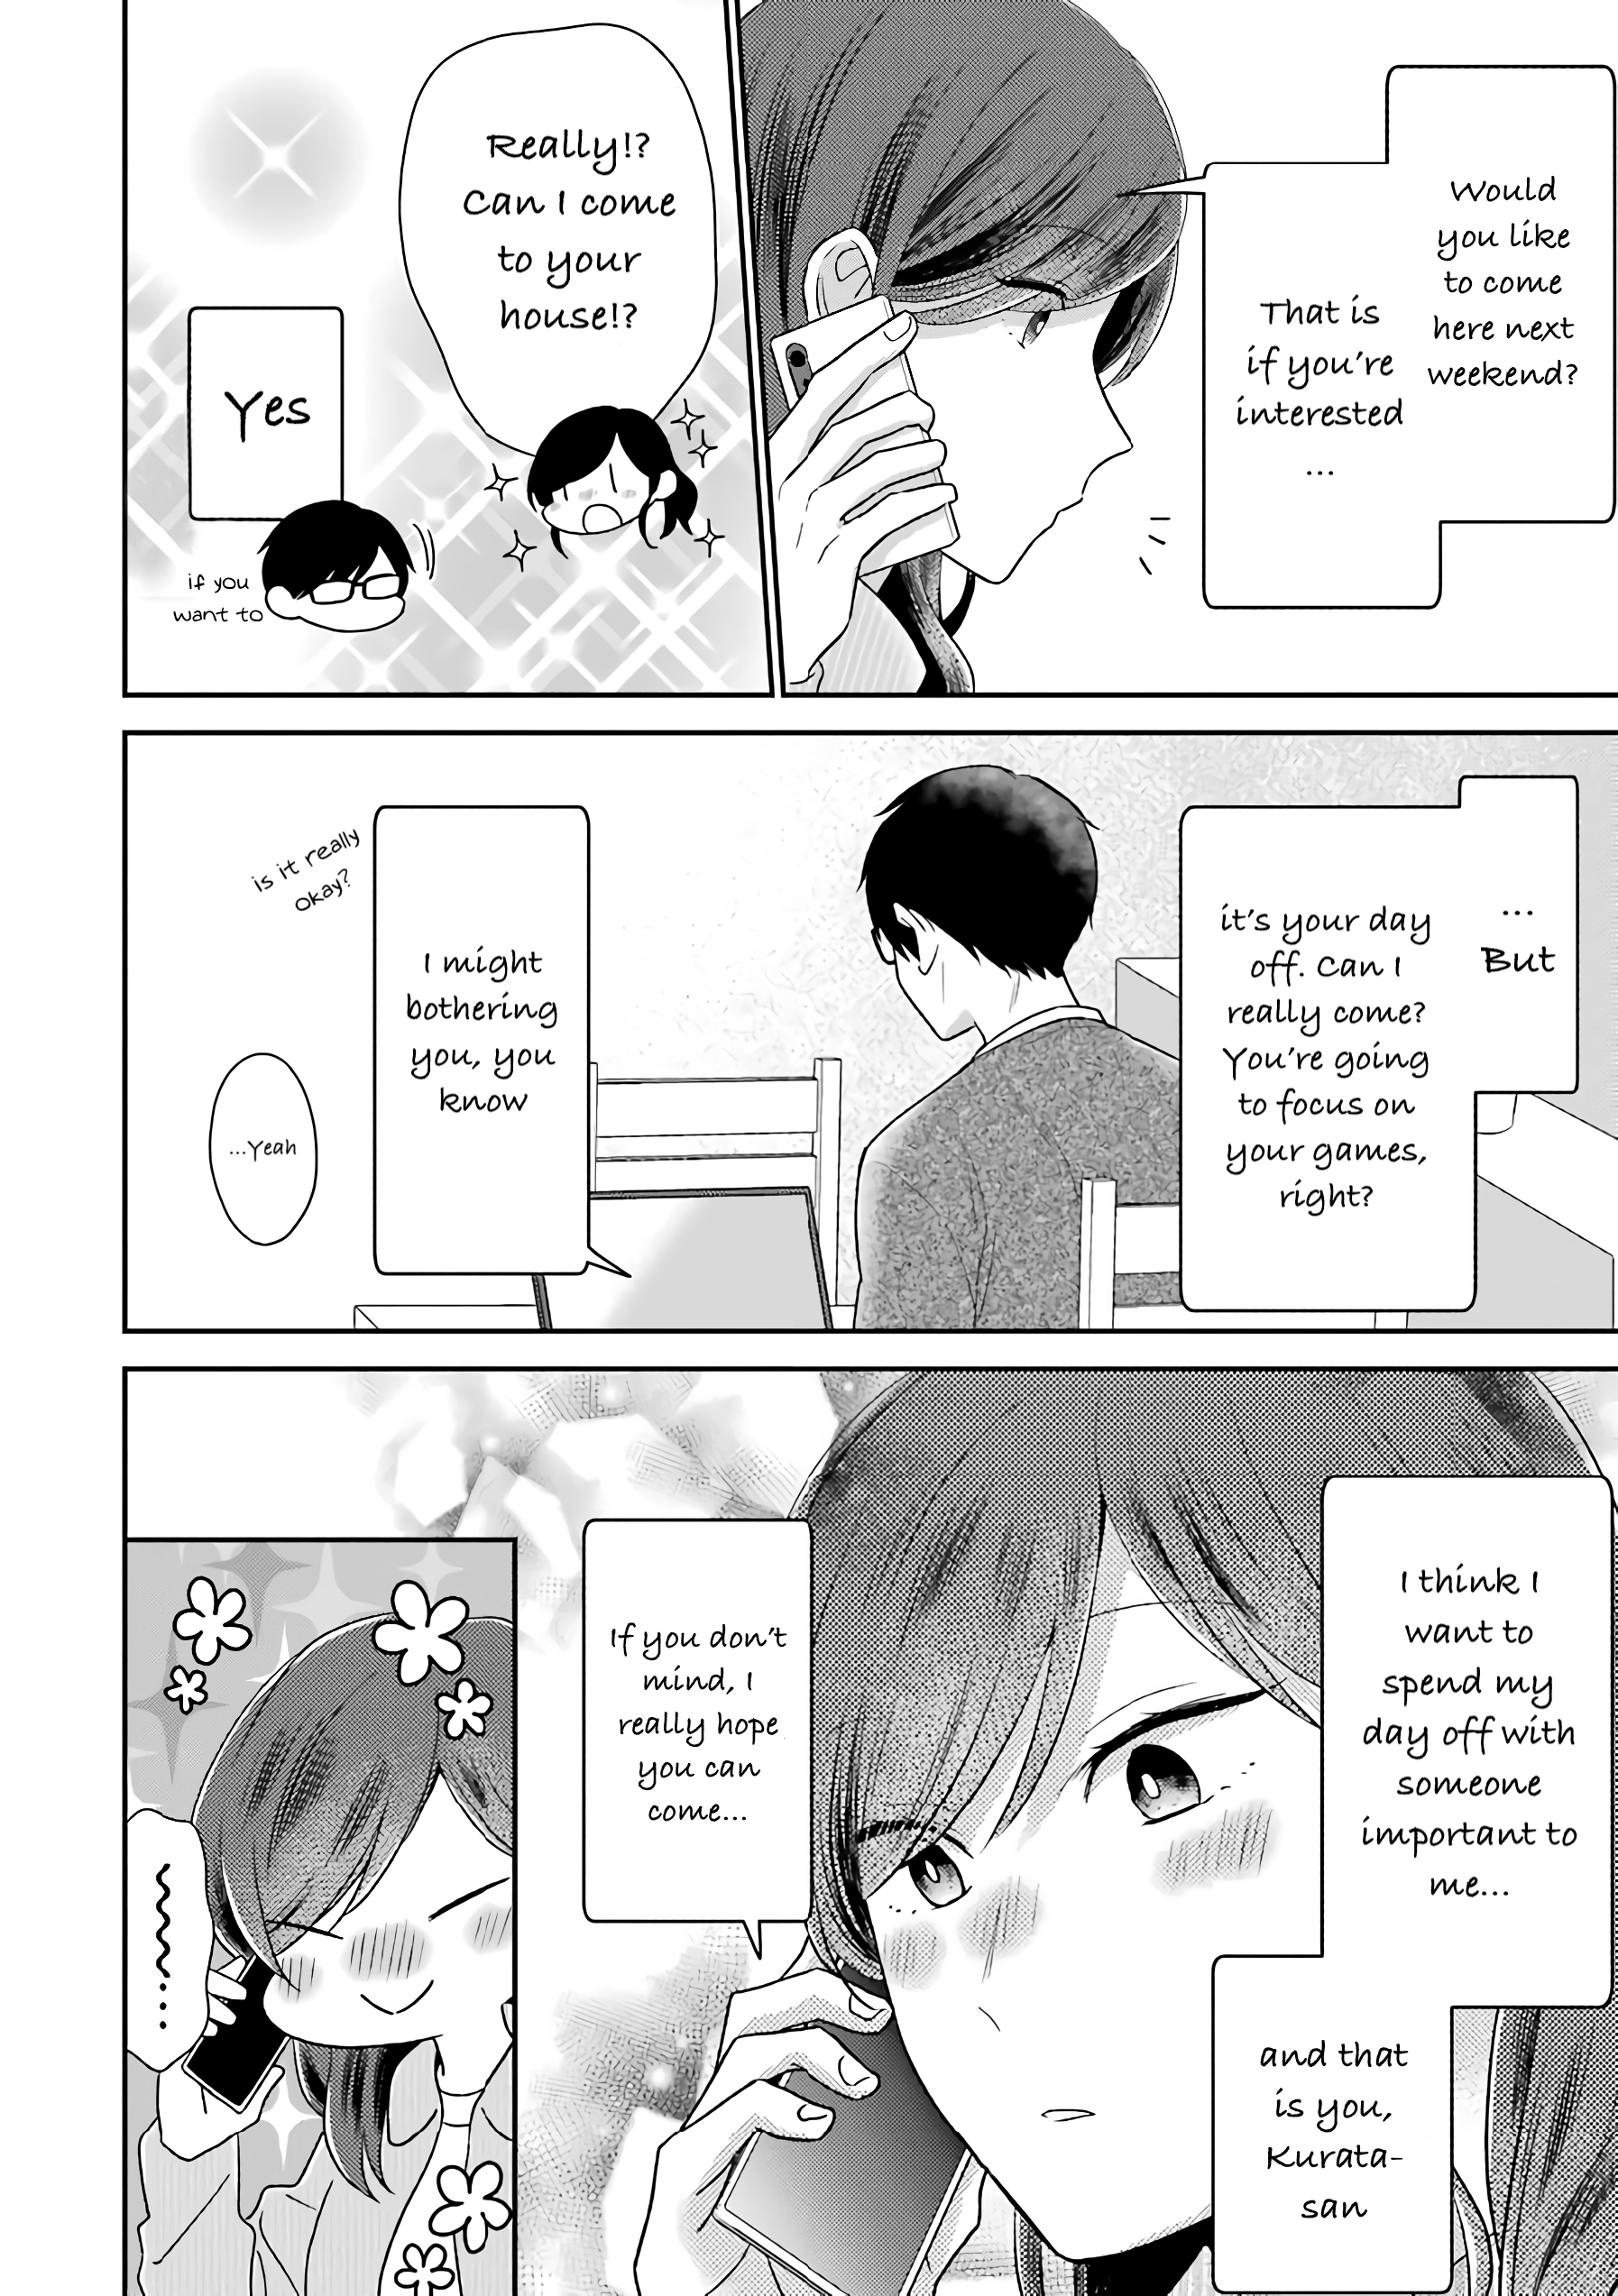 Would
you like
to come
here next
weekend?
That is
if you're
interested
...
Really!?
Can I come
to your
house!?
Yes
if you
want to
...
But
it's your day
off. Can I
really come?
You're going
to focus on
your games,
right?
I might
bothering
you, you
know
is it really
okay?
...Yeah
I think I
want to
spend my
day off with
someone
important to
me...
and that
is you,
Kurata-
san
If you don't
mind, I
really hope
you can
come...